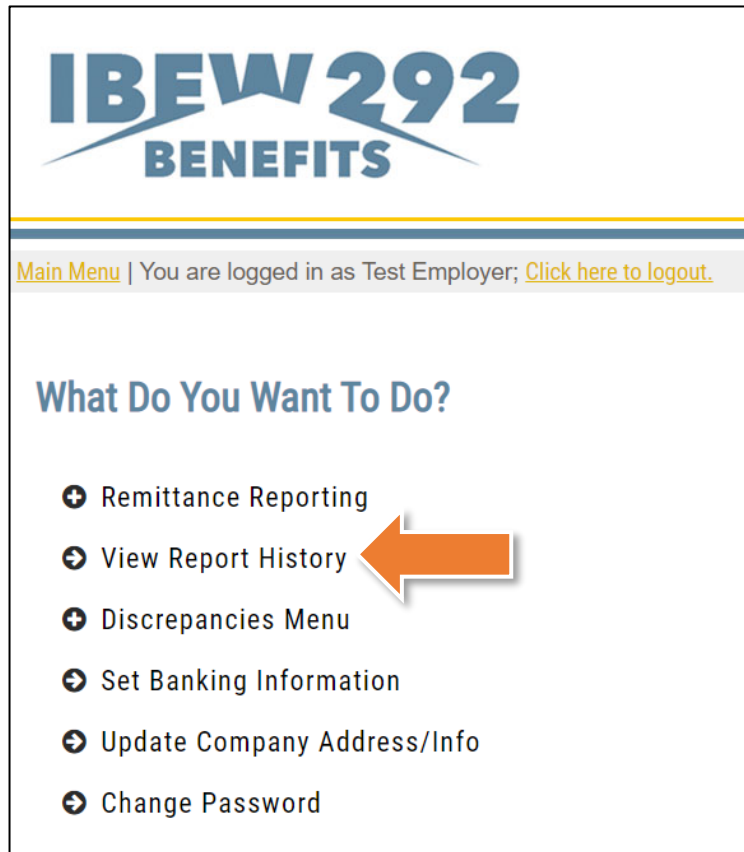 IBEW 292
BENEFITS
Main Menu | You are logged in as Test Employer; Click here to logout.
What Do You Want To Do?
Remittance Reporting
View Report History
Discrepancies Menu
Set Banking Information
Update Company Address/Info
Change Password